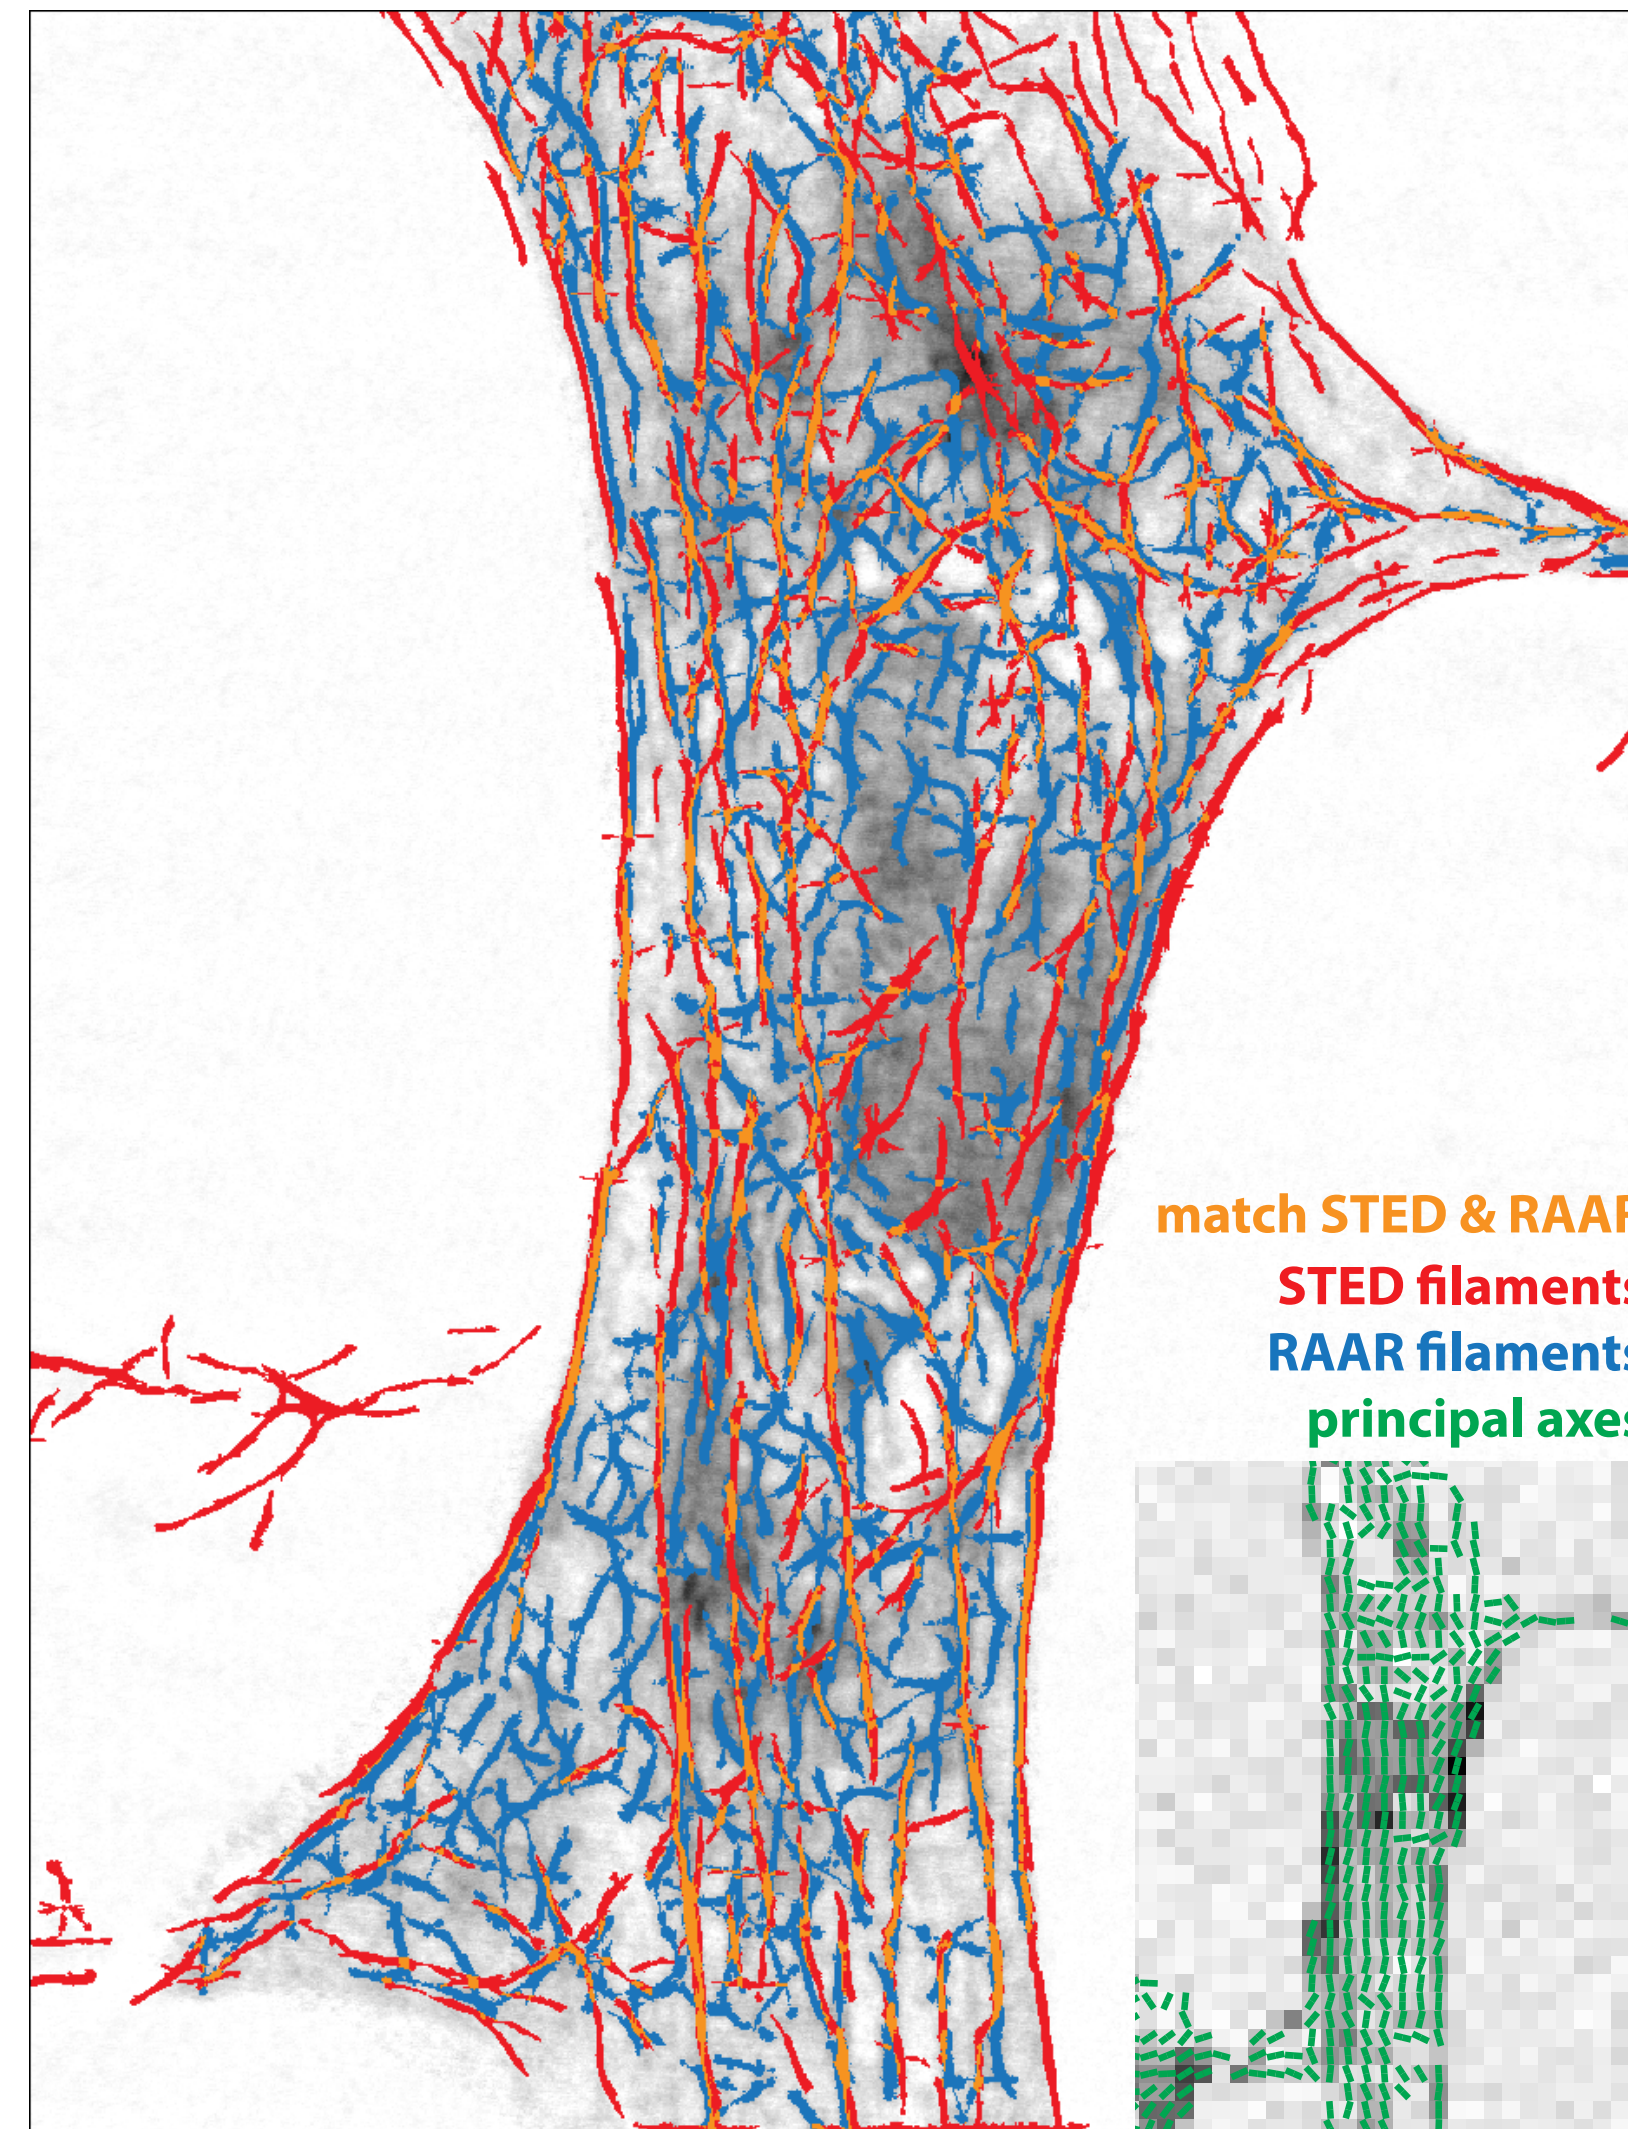 match STED & RAAR
STED filaments
RAAR filaments
principal axes